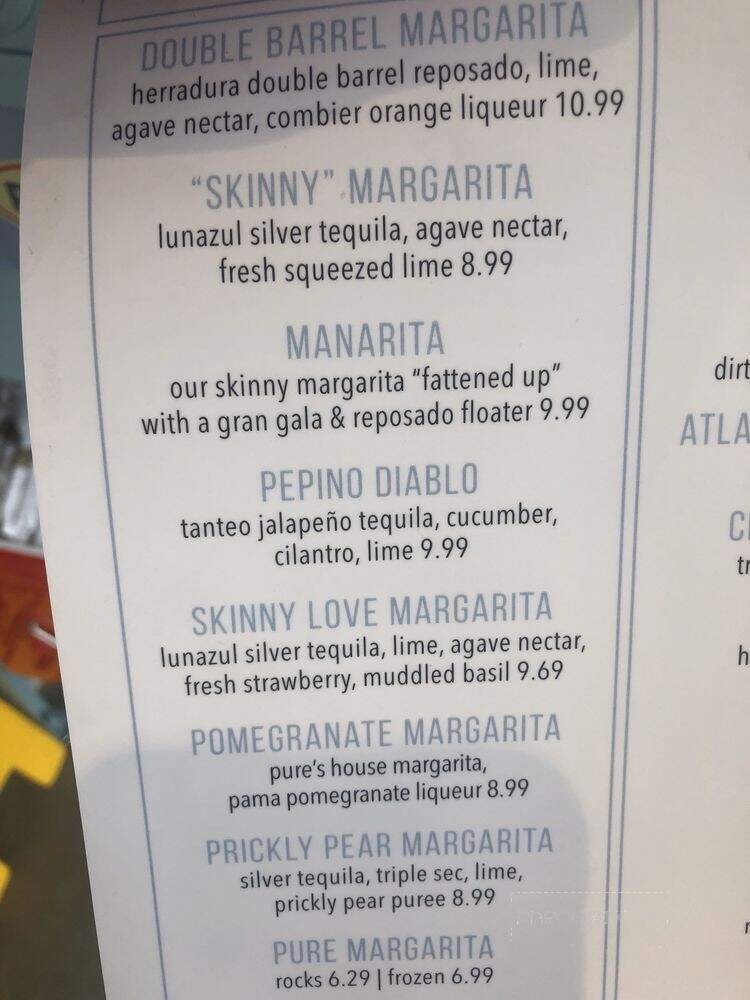 DOUBLE BARREL MARGARITA
herradura double barrel reposado, lime,
agave nectar, combier orange liqueur 10.99
"SKINNY" MARGARITA
lunazul silver tequila, agave nectar,
fresh squeezed lime 8.99
MANARITA
our skinny margarita "fattened up"
with a gran gala & reposado floater 9.99
PEPINO DIABLO
tanteo jalapeño tequila, cucumber,
cilantro, lime 9.99
SKINNY LOVE MARGARITA
lunazul silver tequila, lime, agave nectar,
fresh strawberry, muddled basil 9.69
POMEGRANATE MARGARITA
pure's house margarita,
pama pomegranate liqueur 8.99
PRICKLY PEAR MARGARITA
silver tequila, triple sec, lime,
prickly pear puree 8.99
PURE MARGARITA
rocks 6.29 | frozen 6.99